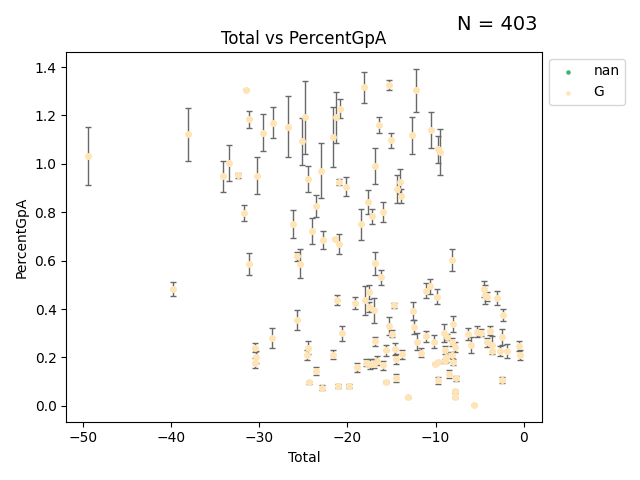 N = 403
Total vs PercentGpA
nan
G
PercentGpA
1.4
1.2
1.0
0.8
0.6
0.4
0.2
0.0
−50 −40 −30 −20 −10 0
Total